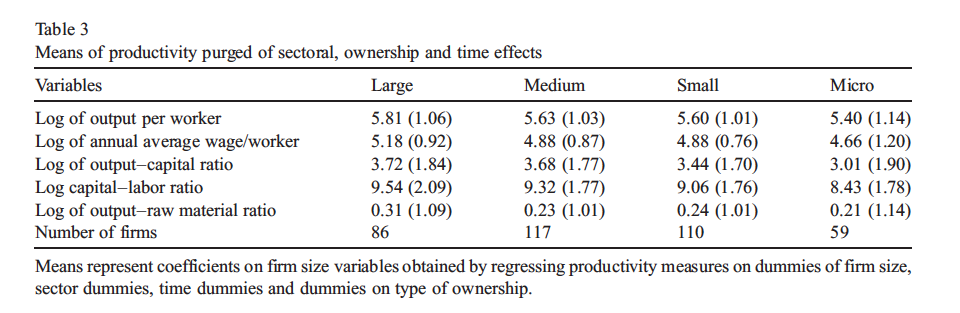 Table 3
Means of productivity purged of sectoral, ownership and time effects
Variables Large Medium Small Micro
Log of output per worker 5.81 (1.06) 5.63 (1.03) 5.60 (1.01) 5.40 (1.14)
Log of annual average wage/worker 5.18 (0.92) 4.88 (0.87) 4.88 (0.76) 4.66 (1.20)
Log of output–capital ratio 3.72 (1.84) 3.68 (1.77) 3.44 (1.70) 3.01 (1.90)
Log capital–labor ratio 9.54 (2.09) 9.32 (1.77) 9.06 (1.76) 8.43 (1.78)
Log of output–raw material ratio 0.31 (1.09) 0.23 (1.01) 0.24 (1.01) 0.21 (1.14)
Number of firms 86 117 110 59
Means represent coefficients on firm size variables obtained by regressing productivity measures on dummies of firm size,
sector dummies, time dummies and dummies on type of ownership.